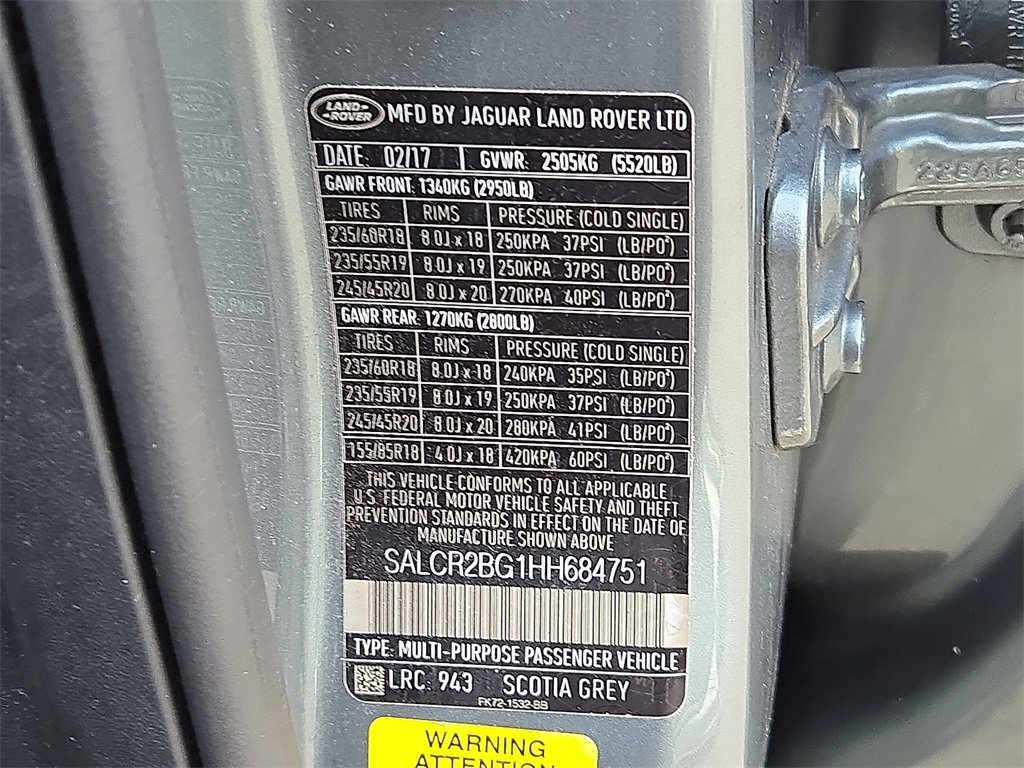 LAND-
-ROVER
MFD BY JAGUAR LAND ROVER LTD
DATE: 02/17 GVWR: 2505KG (5520LB)
GAWR FRONT: 1340KG (2950LB)
TIRES RIMS PRESSURE (COLD SINGLE)
235/60R18 8.0J x 18 250KPA 37PSI (LB/PO²)
235/55R19 8.0J x 19 250KPA 37PSI (LB/PO²)
245/45R20 8.0J x 20 270KPA 40PSI (LB/PO²)
GAWR REAR: 1270KG (2800LB)
TIRES RIMS PRESSURE (COLD SINGLE)
235/60R18 8.0J x 18 240KPA 35PSI (LB/PO²)
235/55R19 8.0J x 19 250KPA 37PSI (LB/PO²)
245/45R20 8.0J x 20 280KPA 41PSI (LB/PO²)
155/85R18 4.0J x 18 420KPA 60PSI (LB/PO²)
THIS VEHICLE CONFORMS TO ALL APPLICABLE
U.S. FEDERAL MOTOR VEHICLE SAFETY AND THEFT
PREVENTION STANDARDS IN EFFECT ON THE DATE OF
MANUFACTURE SHOWN ABOVE
SALCR2BG1HH684751
TYPE: MULTI-PURPOSE PASSENGER VEHICLE
LRC: 943 SCOTIA GREY
FK72-1532-BB
WARNING
ATTENTION